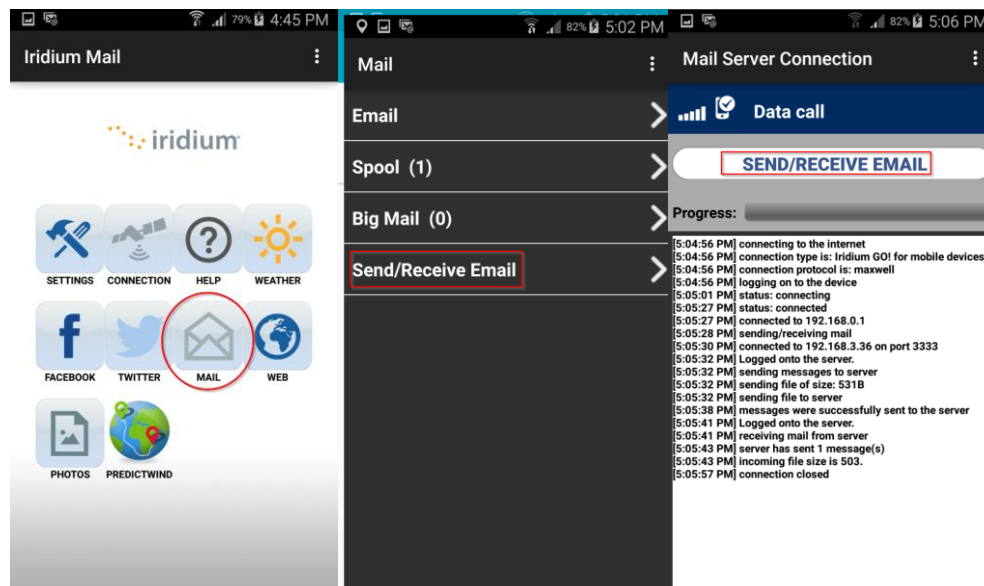 79% 4:45 PM
Iridium Mail
iridium
SETTINGS CONNECTION HELP WEATHER
FACEBOOK TWITTER MAIL WEB
PHOTOS PREDICTWIND
82% 5:02 PM
Mail
Email
Spool (1)
Big Mail (0)
Send/Receive Email
82% 5:06 PM
Mail Server Connection
Data call
SEND/RECEIVE EMAIL
Progress:
[5:04:56 PM] connecting to the internet
[5:04:56 PM] connection type is: Iridium GO! for mobile devices
[5:04:56 PM] connection protocol is: maxwell
[5:04:56 PM] logging on to the device
[5:05:01 PM] status: connecting
[5:05:27 PM] status: connected
[5:05:27 PM] connected to 192.168.0.1
[5:05:28 PM] sending/receiving mail
[5:05:30 PM] connected to 192.168.3.36 on port 3333
[5:05:32 PM] Logged onto the server.
[5:05:32 PM] sending messages to server
[5:05:32 PM] sending file of size: 531B
[5:05:32 PM] sending file to server
[5:05:38 PM] messages were successfully sent to the server
[5:05:41 PM] Logged onto the server.
[5:05:41 PM] receiving mail from server
[5:05:43 PM] server has sent 1 message(s)
[5:05:43 PM] incoming file size is 503.
[5:05:57 PM] connection closed